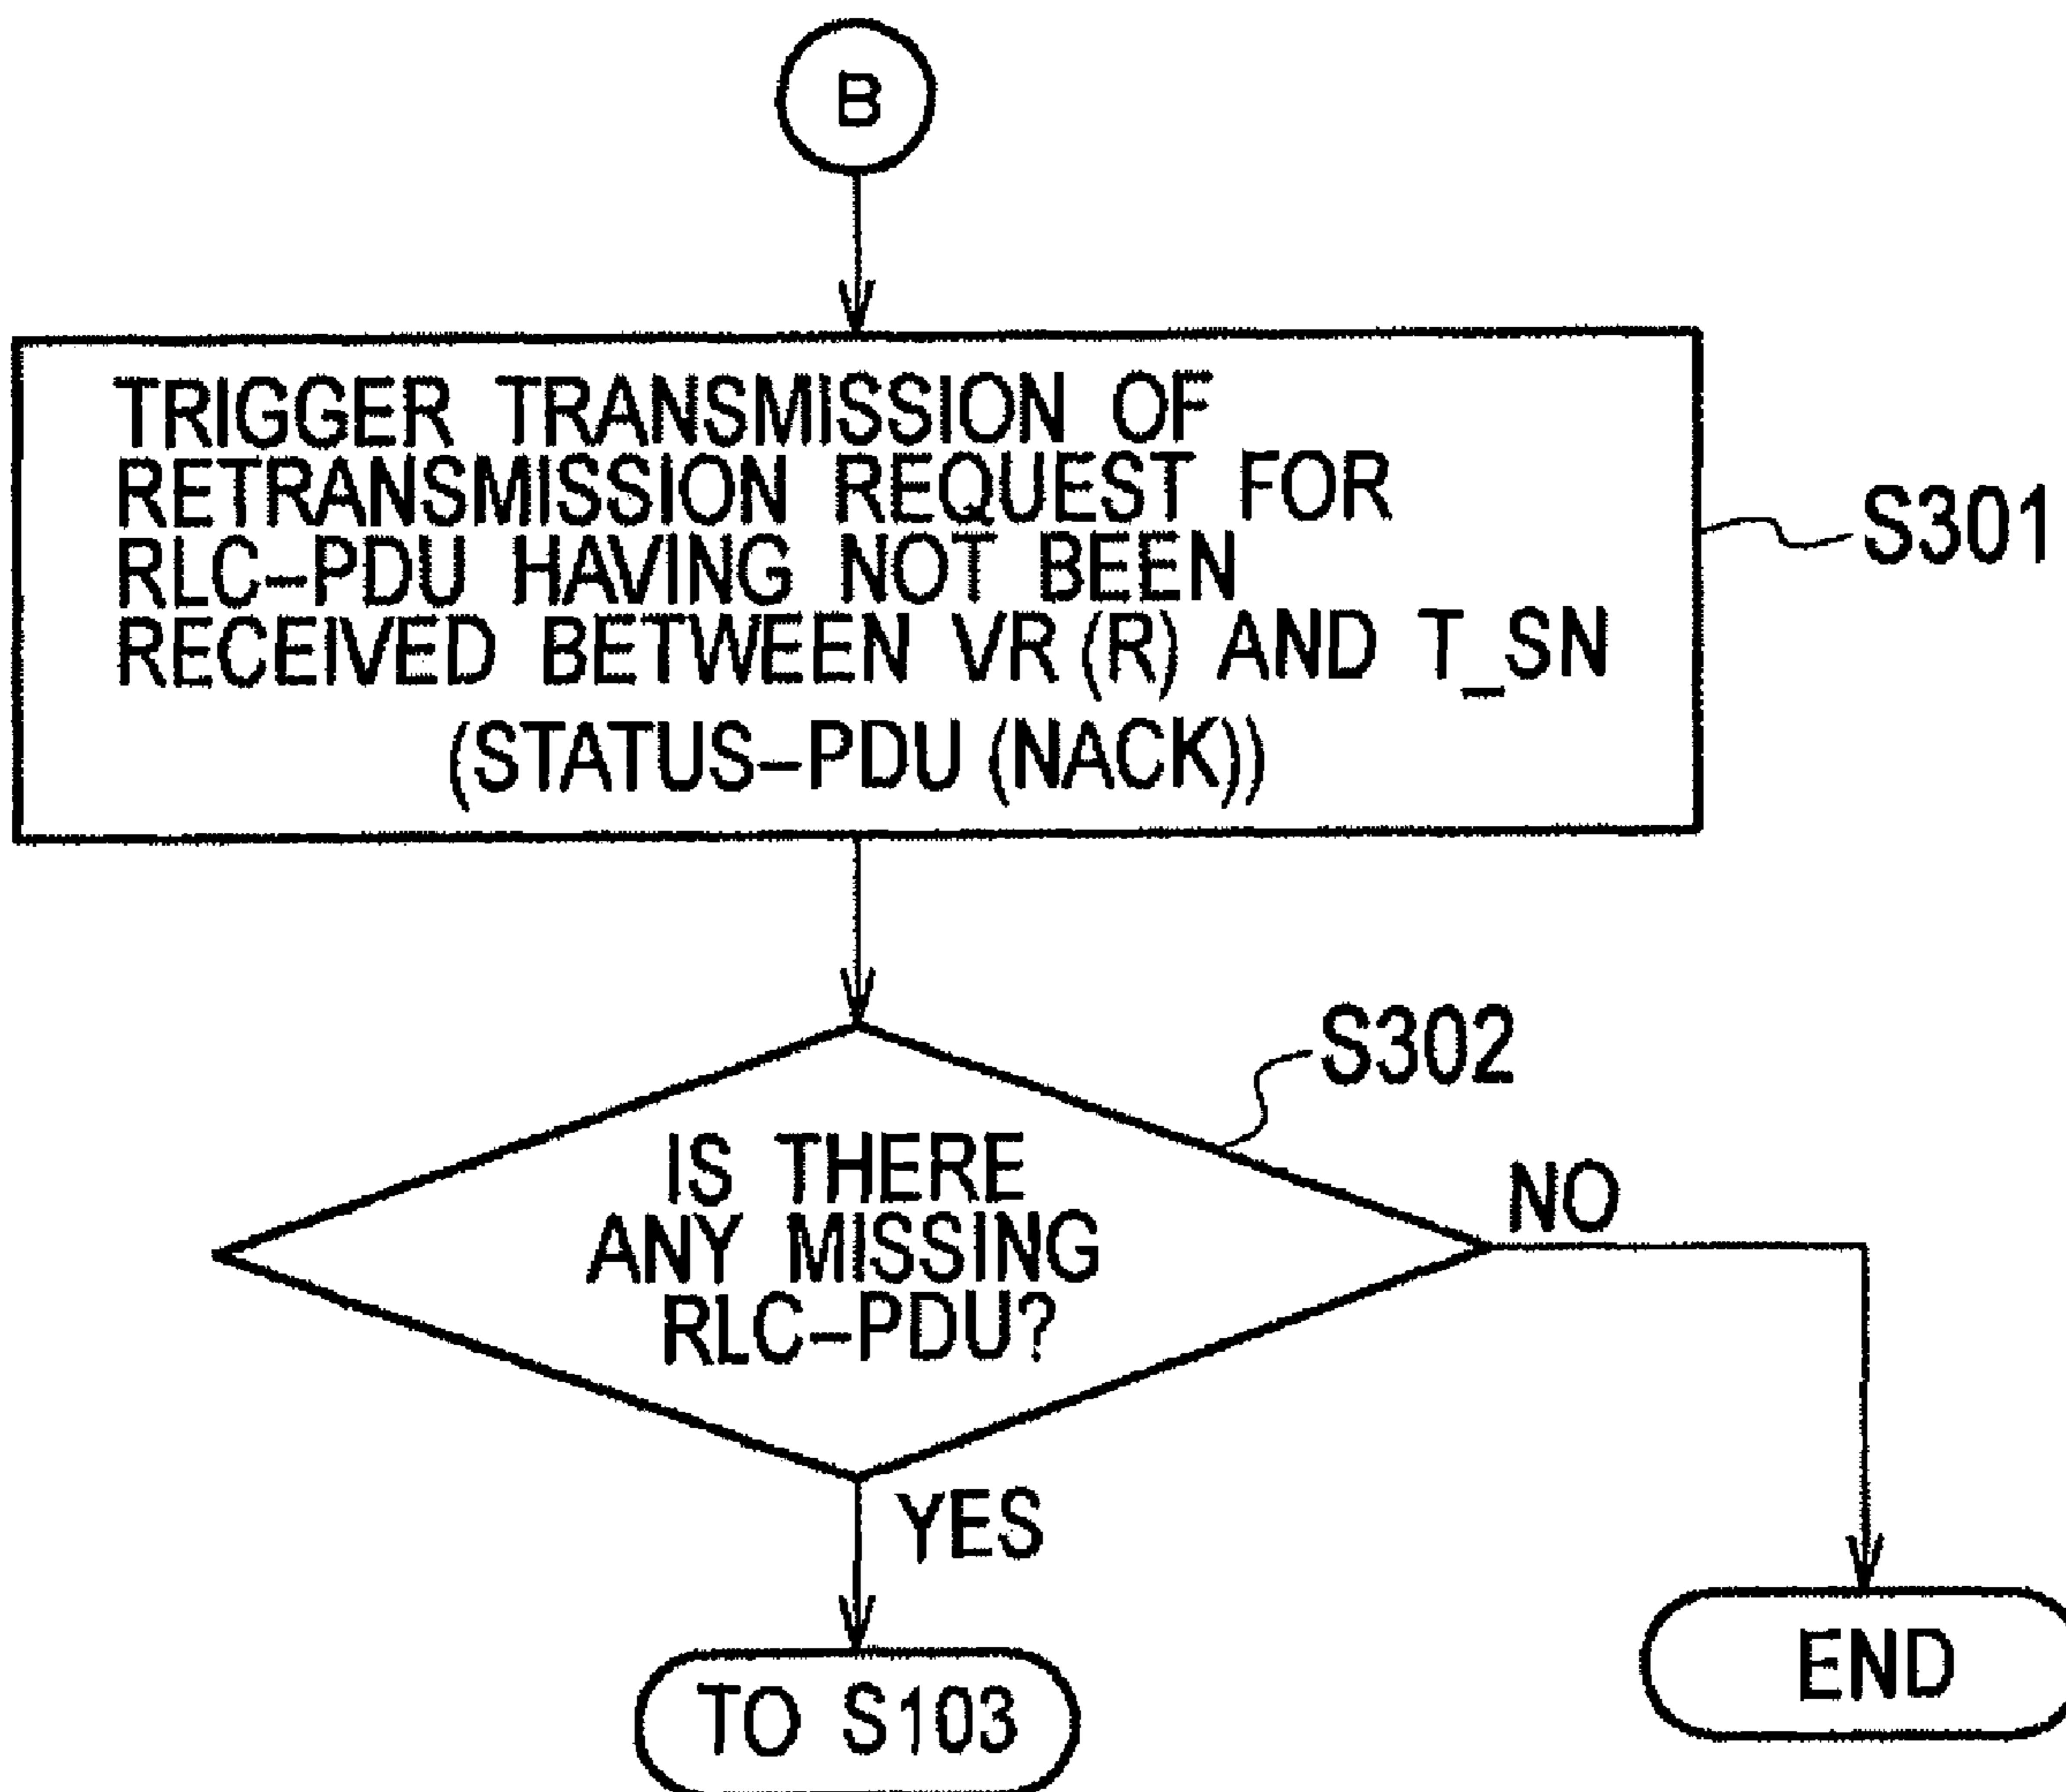 B
TRIGGER TRANSMISSION OF
RETRANSMISSION REQUEST FOR
RLC-PDU HAVING NOT BEEN
RECEIVED BETWEEN VR (R) AND T_SN
(STATUS-PDU (NACK))
S301
S302
IS THERE
ANY MISSING
RLC-PDU?
NO
YES
TO S103
END